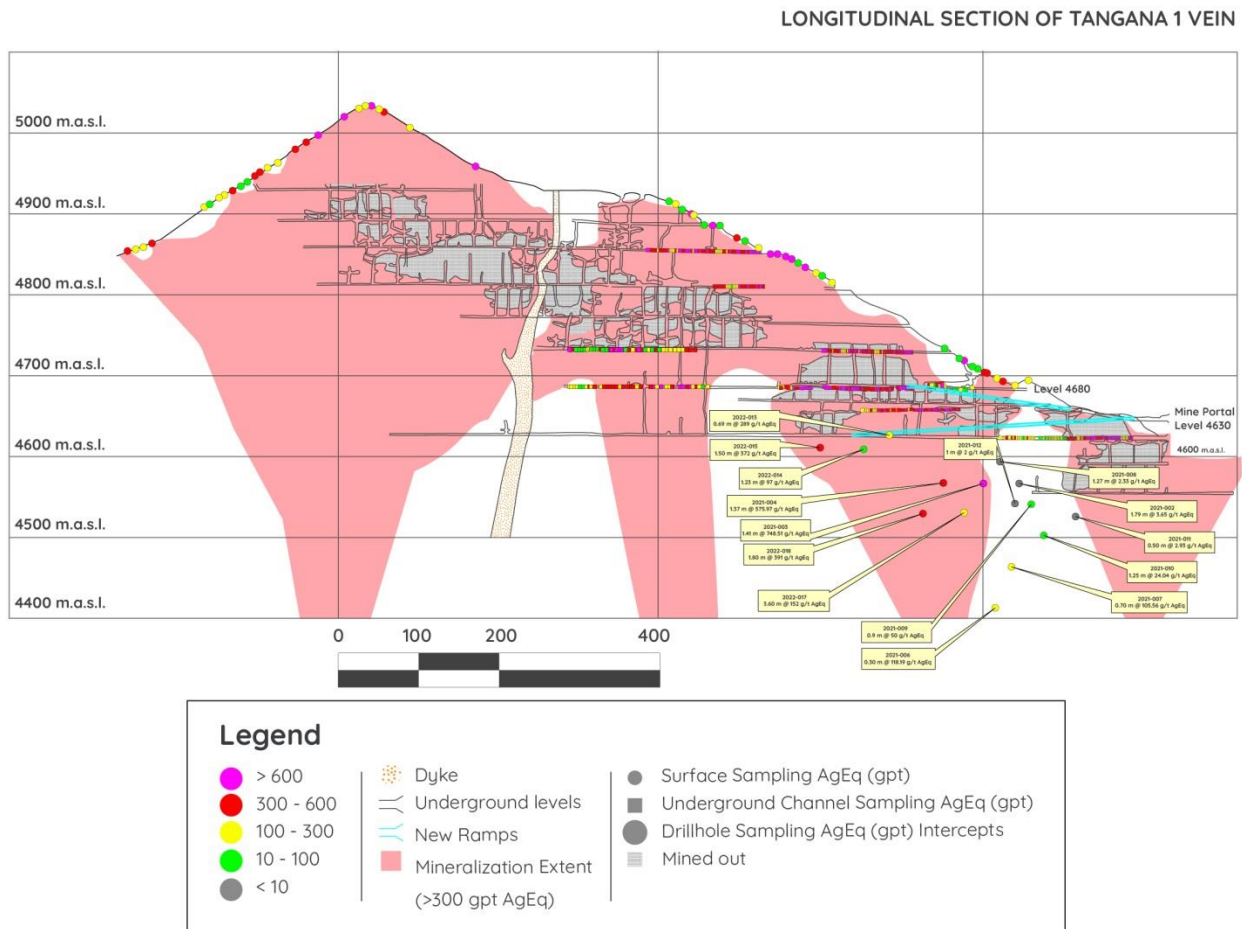 LONGITUDINAL SECTION OF TANGANA 1 VEIN
5000 m.a.s.l.
4900 m.a.s.l.
4800 m.a.s.l.
4700 m.a.s.l.
Level 4680
Mine Portal
Level 4630
4600 m.a.s.l.
4600 m.a.s.l.
4500 m.a.s.l.
4400 m.a.s.l.
2022-013
0.69 m @ 289 g/t AgEq
2022-015
1.50 m @ 372 g/t AgEq
2022-014
1.23 m @ 97 g/t AgEq
2021-004
1.37 m @ 575.97 g/t AgEq
2021-003
1.41 m @ 748.51 g/t AgEq
2022-018
1.80 m @ 391 g/t AgEq
2022-017
3.60 m @ 152 g/t AgEq
2021-009
0.9 m @ 50 g/t AgEq
2021-006
0.30 m @ 118.19 g/t AgEq
2021-012
1 m @ 2 g/t AgEq
2021-008
1.27 m @ 2.33 g/t AgEq
2021-002
1.79 m @ 3.65 g/t AgEq
2021-011
0.50 m @ 2.93 g/t AgEq
2021-010
1.25 m @ 24.04 g/t AgEq
2021-007
0.70 m @ 105.56 g/t AgEq
0 100 200 400
Legend
> 600
300 - 600
100 - 300
10 - 100
< 10
Dyke
Underground levels
New Ramps
Mineralization Extent
(>300 gpt AgEq)
Surface Sampling AgEq (gpt)
Underground Channel Sampling AgEq (gpt)
Drillhole Sampling AgEq (gpt) Intercepts
Mined out